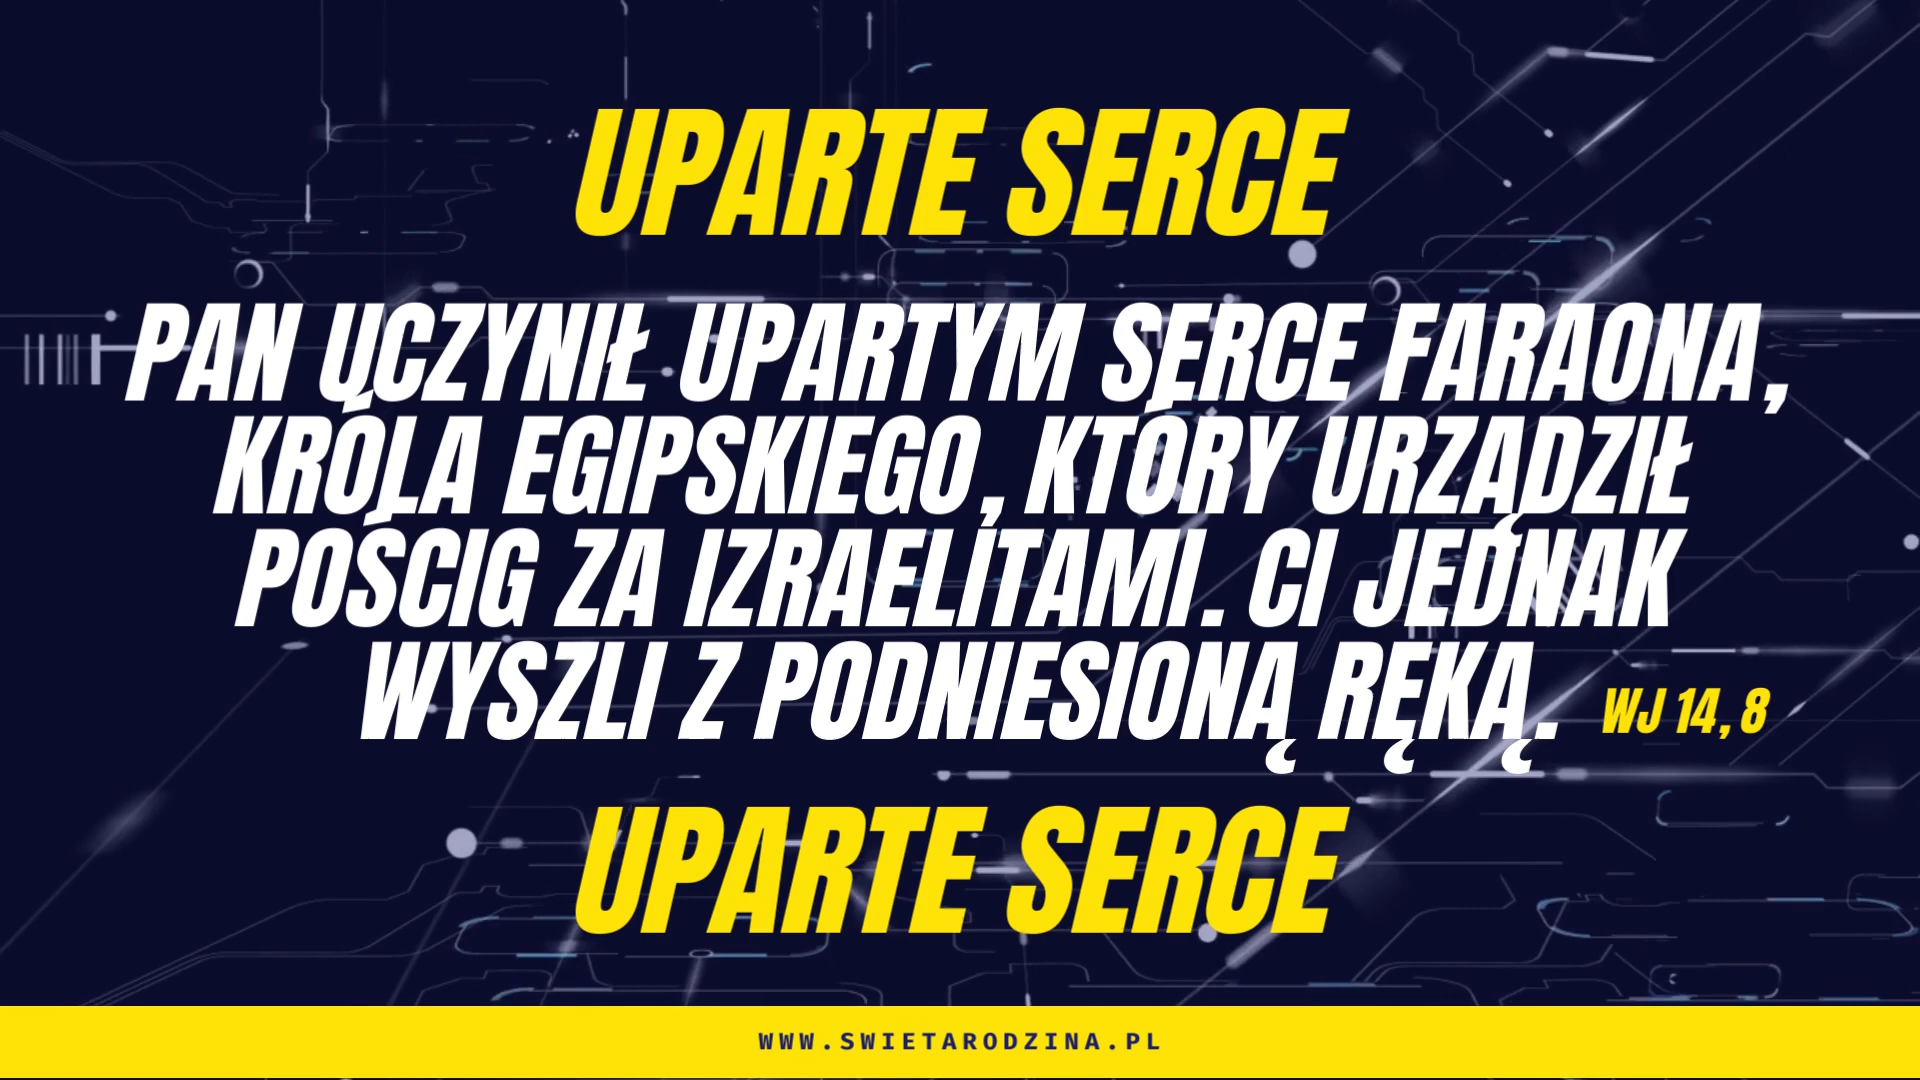 UPARTE SERCE
PAN UCZYNIŁ UPARTYM SERCE FARAONA,
KRÓLA EGIPSKIEGO, KTÓRY URZĄDZIŁ
POŚCIG ZA IZRAELITAMI. CI JEDNAK
WYSZLI Z PODNIESIONĄ RĘKĄ. WJ 14, 8
UPARTE SERCE
WWW.SWIETARODZINA.PL